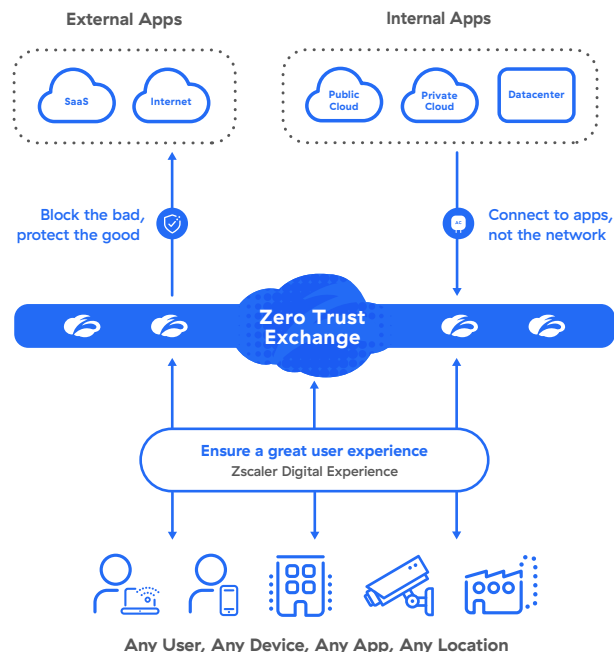 External Apps
Internal Apps
SaaS
Internet
Public
Cloud
Private
Cloud
Datacenter
Block the bad,
protect the good
AC
Connect to apps,
not the network
Zero Trust
Exchange
Ensure a great user experience
Zscaler Digital Experience
Any User, Any Device, Any App, Any Location